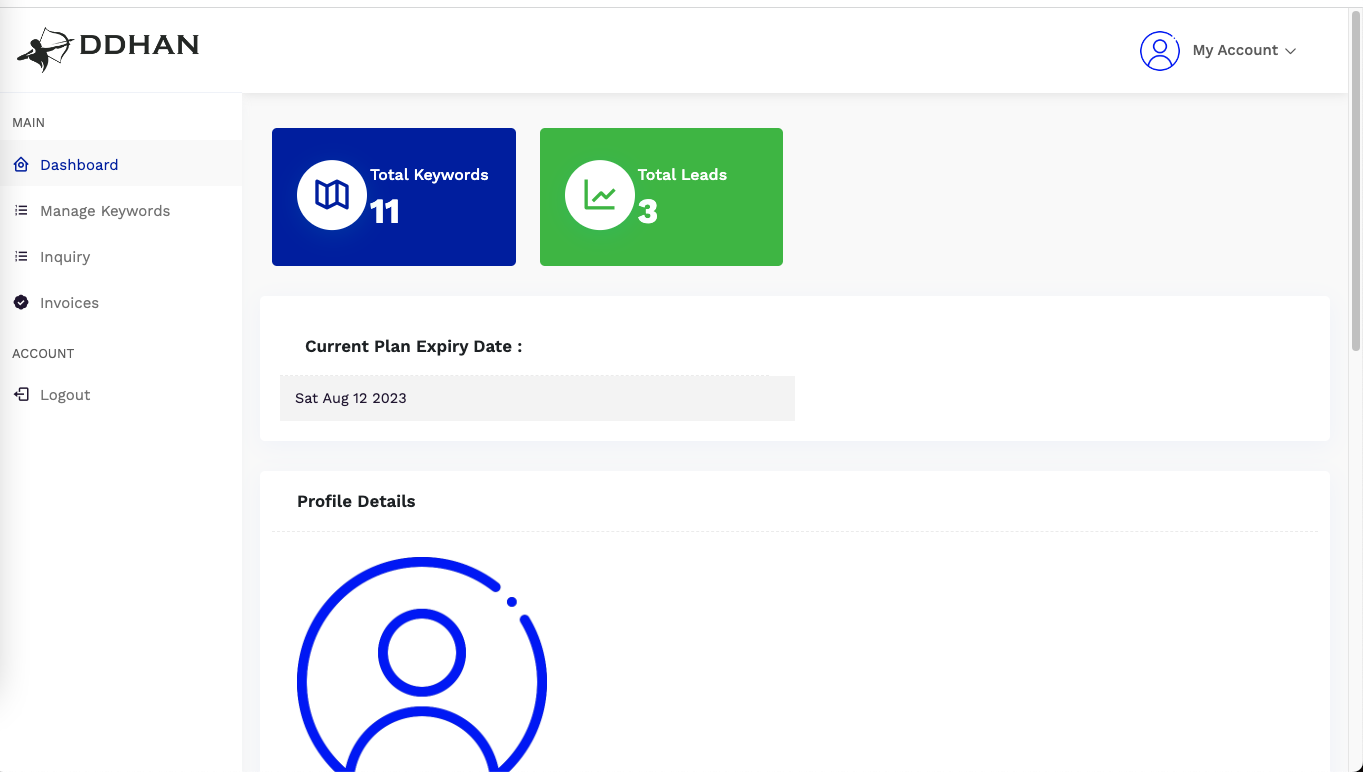 DDHAN
My Account
MAIN
Dashboard
Manage Keywords
Inquiry
Invoices
ACCOUNT
Logout
Total Keywords
11
Total Leads
3
Current Plan Expiry Date :
Sat Aug 12 2023
Profile Details